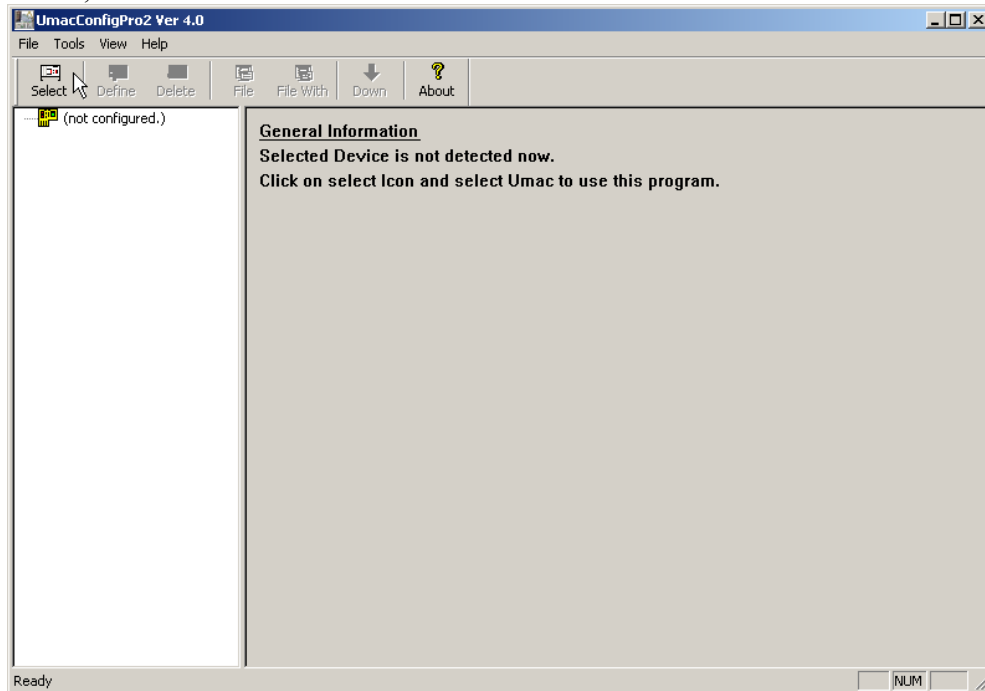 UmacConfigPro2 Ver 4.0
File Tools View Help
Select Define Delete File File With Down About
(not configured.)
General Information
Selected Device is not detected now.
Click on select Icon and select Umac to use this program.
Ready NUM